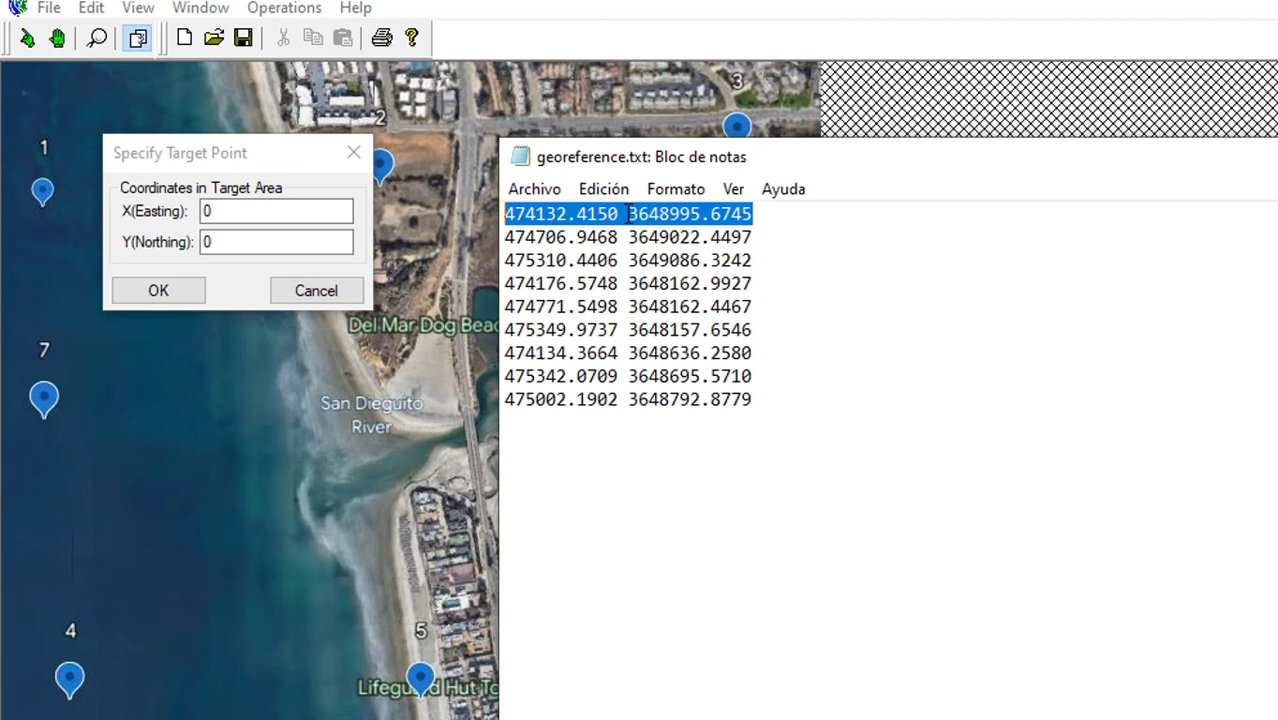 File Edit View Window Operations Help
3
2
1
Specify Target Point
Coordinates in Target Area
X(Easting): 0
Y(Northing): 0
OK Cancel
georeference.txt: Bloc de notas
Archivo Edición Formato Ver Ayuda
474132.4150 3648995.6745
474706.9468 3649022.4497
475310.4406 3649086.3242
474176.5748 3648162.9927
474771.5498 3648162.4467
475349.9737 3648157.6546
474134.3664 3648636.2580
475342.0709 3648695.5710
475002.1902 3648792.8779
Del Mar Dog Beac
7
San Dieguito
River
4
5
Lifeguard Hut To